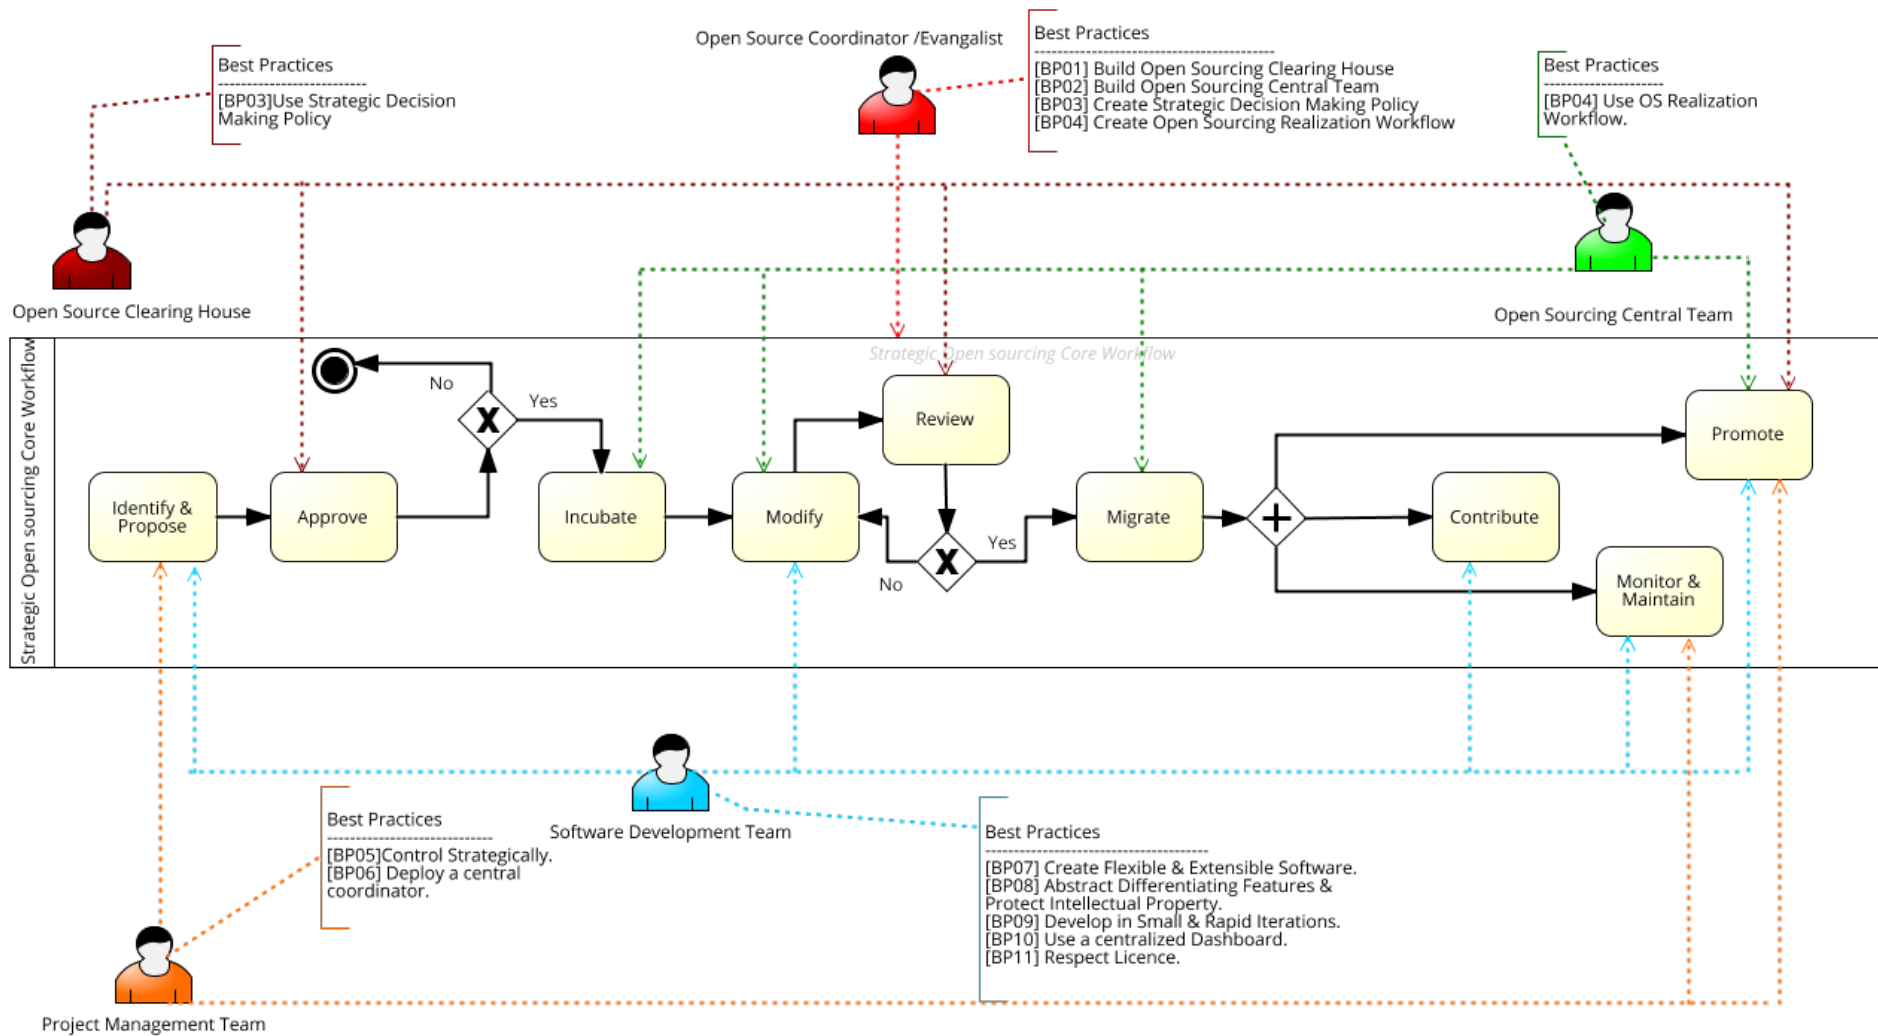 Open Source Coordinator /Evangalist
Best Practices
------------------------------------------
[BP01] Build Open Sourcing Clearing House
[BP02] Build Open Sourcing Central Team
[BP03] Create Strategic Decision Making Policy
[BP04] Create Open Sourcing Realization Workflow
Best Practices
--------------------------
[BP03]Use Strategic Decision
Making Policy
Best Practices
---------------------
[BP04] Use OS Realization
Workflow.
Open Source Clearing House
Open Sourcing Central Team
Strategic Open sourcing Core Workflow
Strategic Open sourcing Core Workflow
No
Yes
X
Review
Promote
Identify &
Propose
Approve
Incubate
Modify
X
No
Yes
Migrate
Contribute
Monitor &
Maintain
Software Development Team
Best Practices
-----------------------------
[BP05]Control Strategically.
[BP06] Deploy a central
coordinator.
Best Practices
---------------------------------------
[BP07] Create Flexible & Extensible Software.
[BP08] Abstract Differentiating Features &
Protect Intellectual Property.
[BP09] Develop in Small & Rapid Iterations.
[BP10] Use a centralized Dashboard.
[BP11] Respect Licence.
Project Management Team